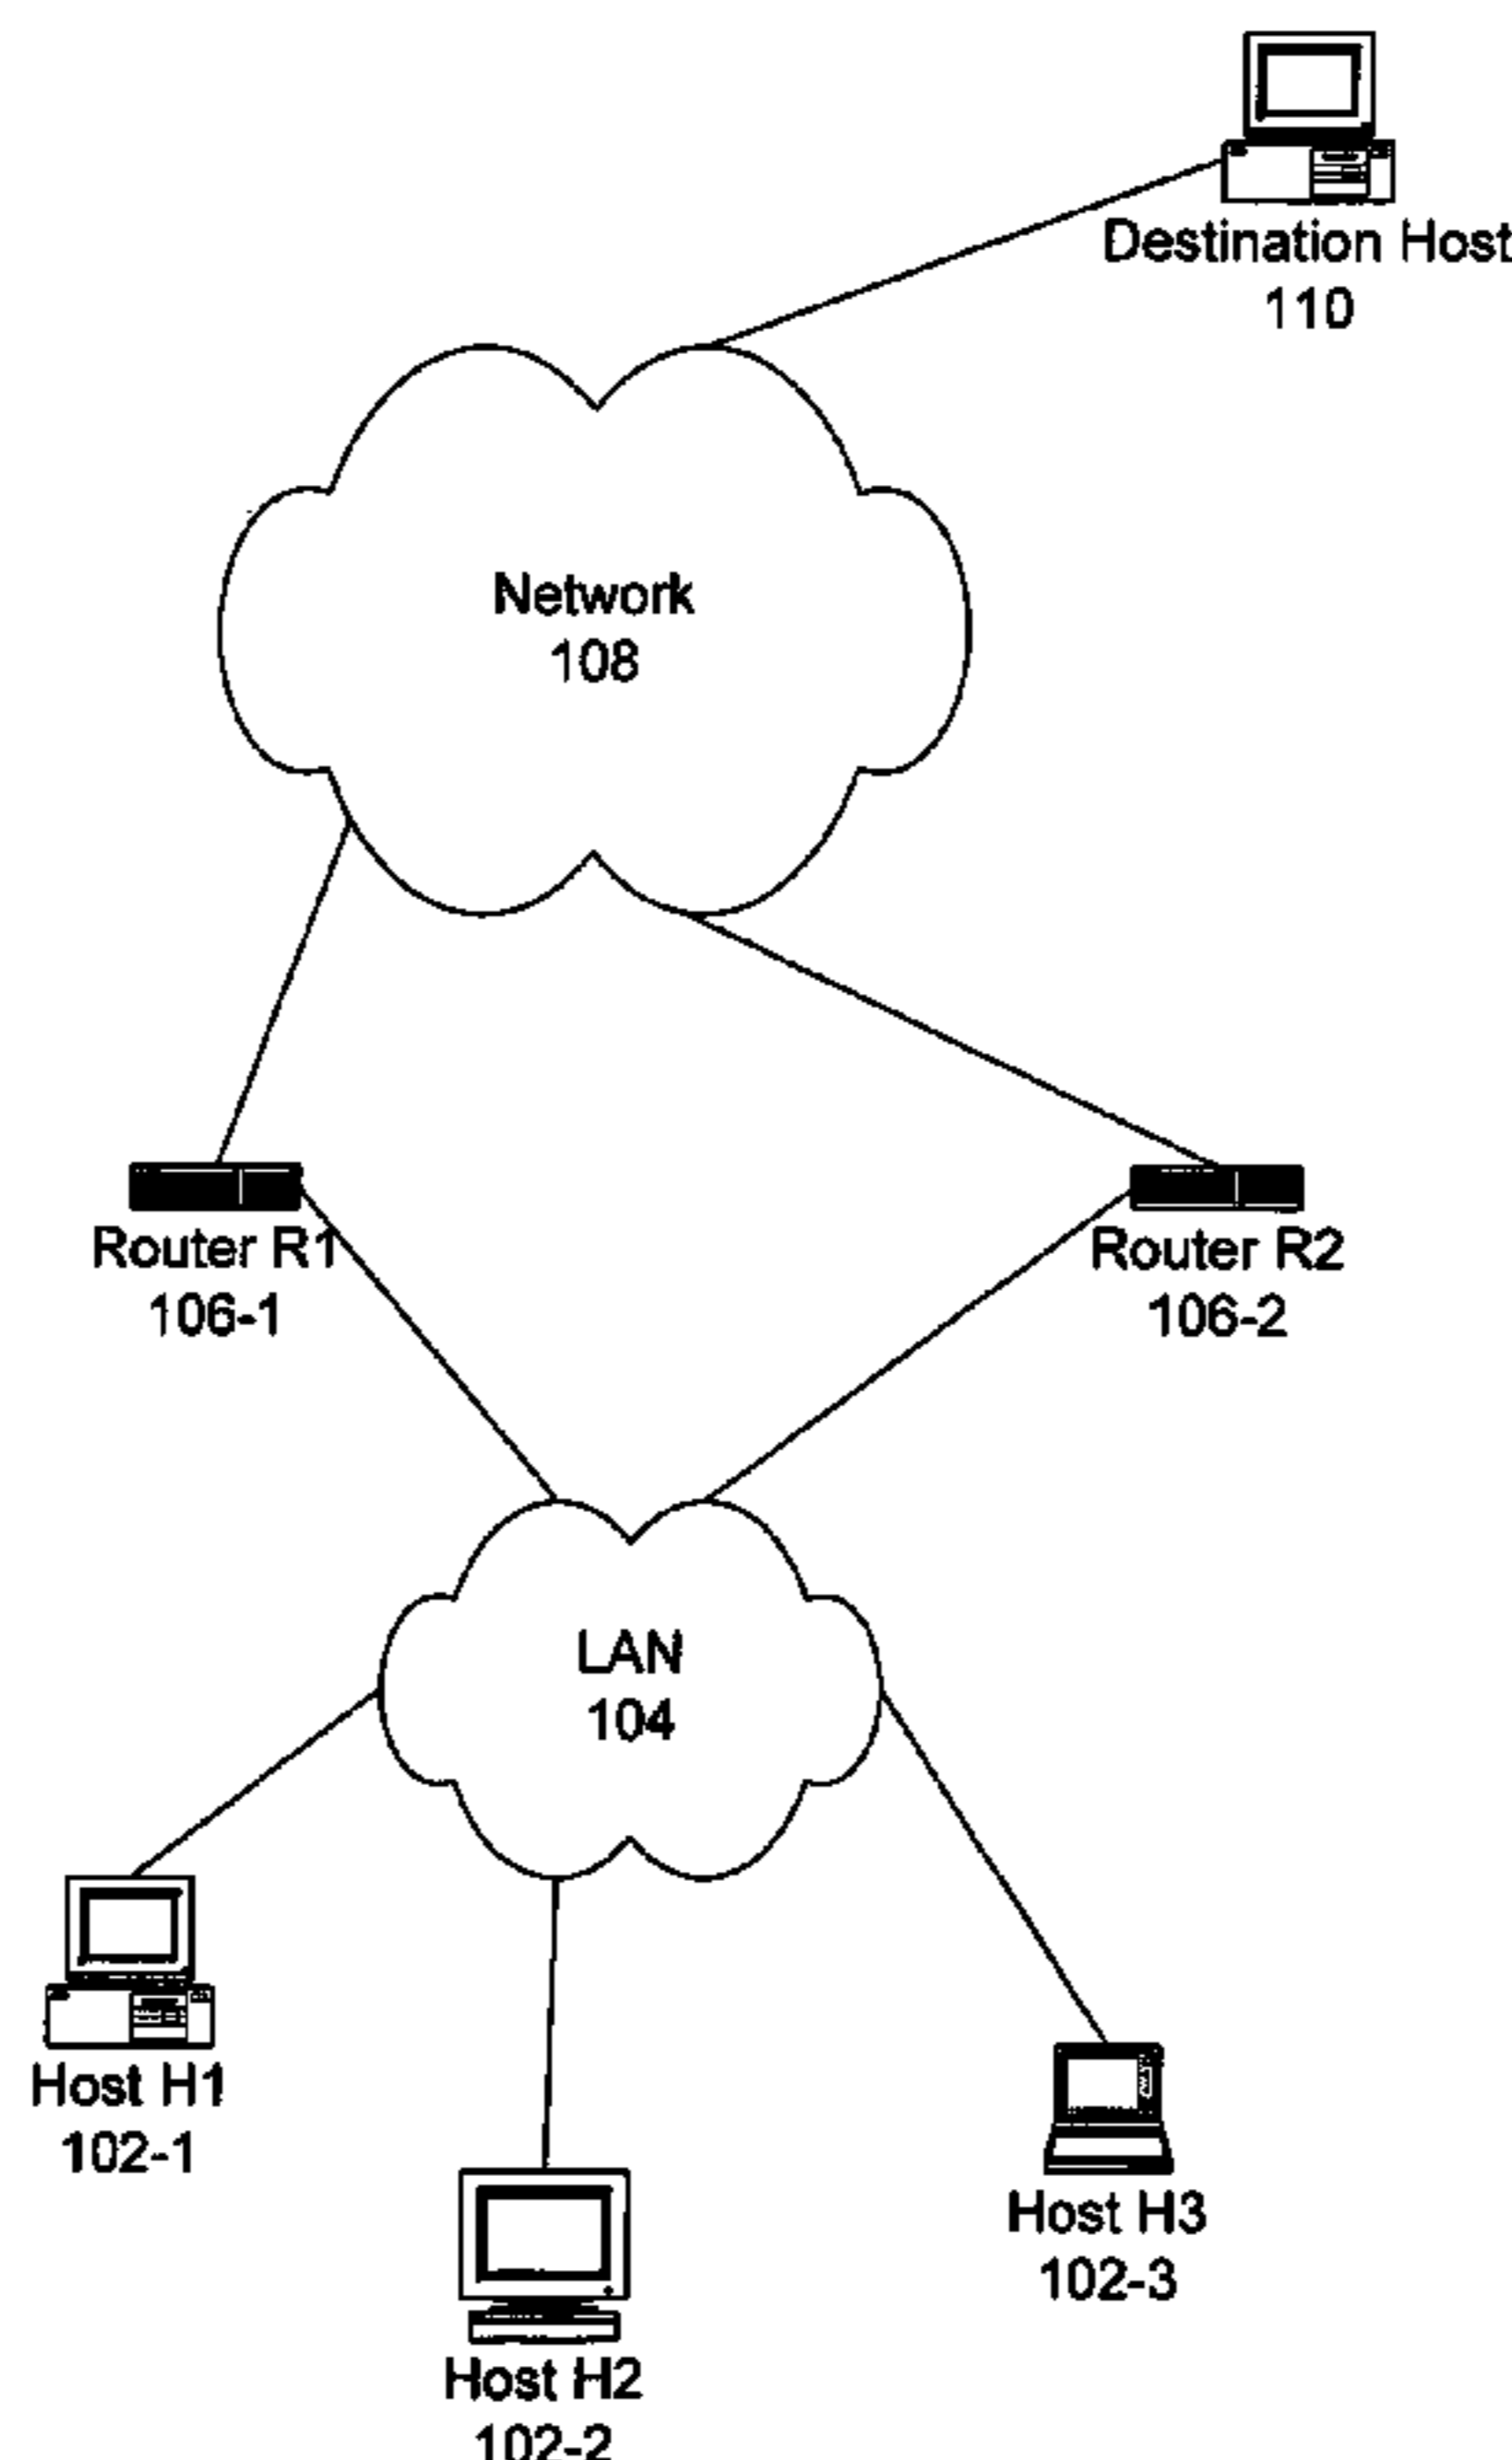 Destination Host
110
Network
108
Router R1
106-1
Router R2
106-2
LAN
104
Host H1
102-1
Host H3
102-3
Host H2
102-2